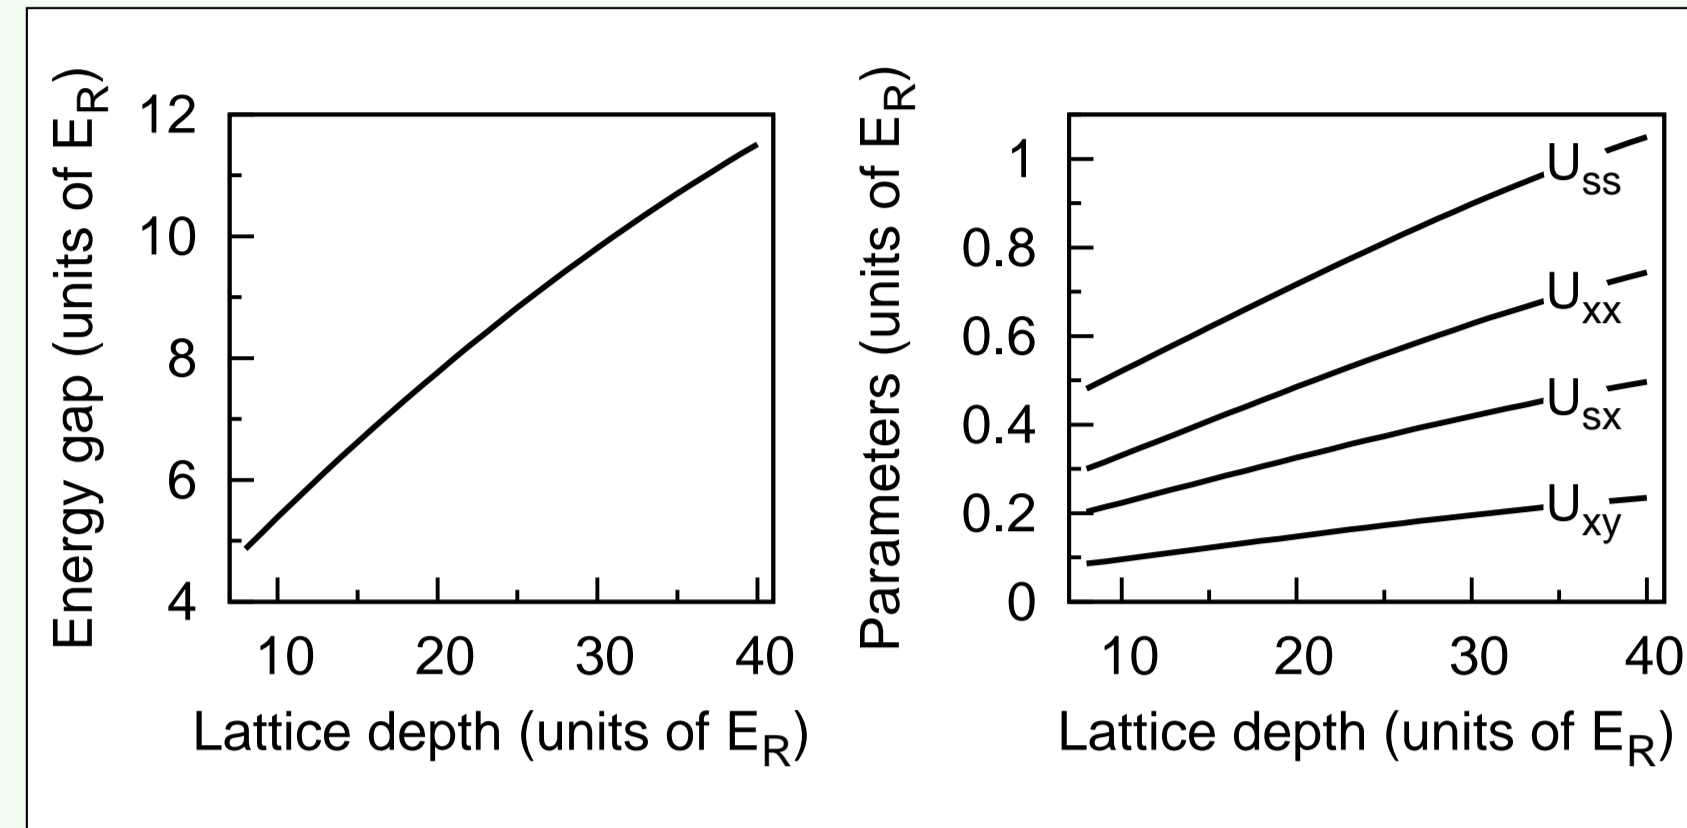 Energy gap (units of E_R)
12
10
8
6
4
10 20 30 40
Lattice depth (units of E_R)
Parameters (units of E_R)
1
0.8
0.6
0.4
0.2
0
U_ss
U_xx
U_sx
U_xy
10 20 30 40
Lattice depth (units of E_R)